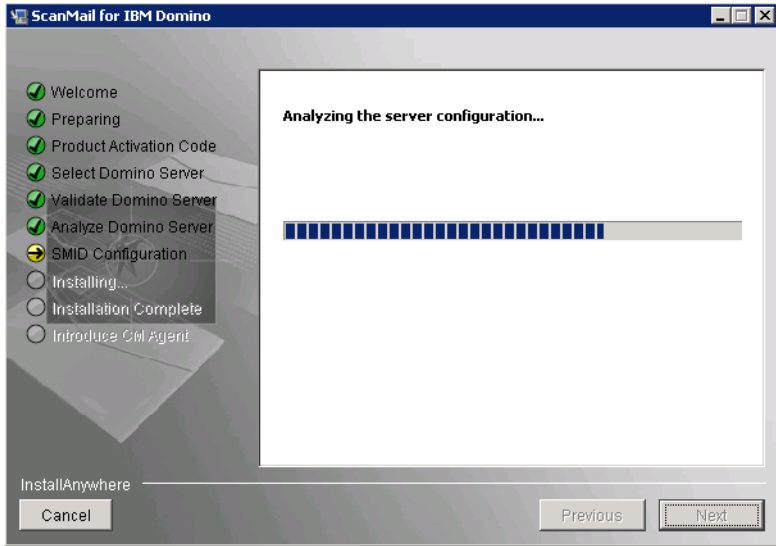 ScanMail for IBM Domino
Welcome
Preparing
Product Activation Code
Select Domino Server
Validate Domino Server
Analyze Domino Server
SMID Configuration
Installing...
Installation Complete
Introduce CM Agent
Analyzing the server configuration...
InstallAnywhere
Cancel
Previous
Next